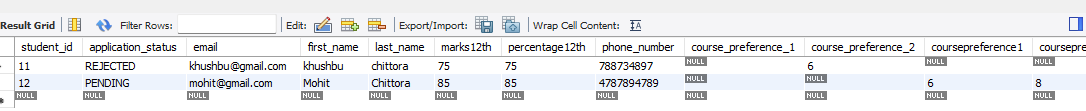 Result Grid Filter Rows: Edit: Export/Import: Wrap Cell Content: IA
student_id application_status email first_name last_name marks12th percentage12th phone_number course_preference_1 course_preference_2 coursepreference1 coursepre
11 REJECTED khushbu@gmail.com khushbu chittora 75 75 788734897 NULL 6 NULL NULL
12 PENDING mohit@gmail.com Mohit Chittora 85 85 4787894789 NULL NULL 6 8
NULL NULL NULL NULL NULL NULL NULL NULL NULL NULL NULL NULL